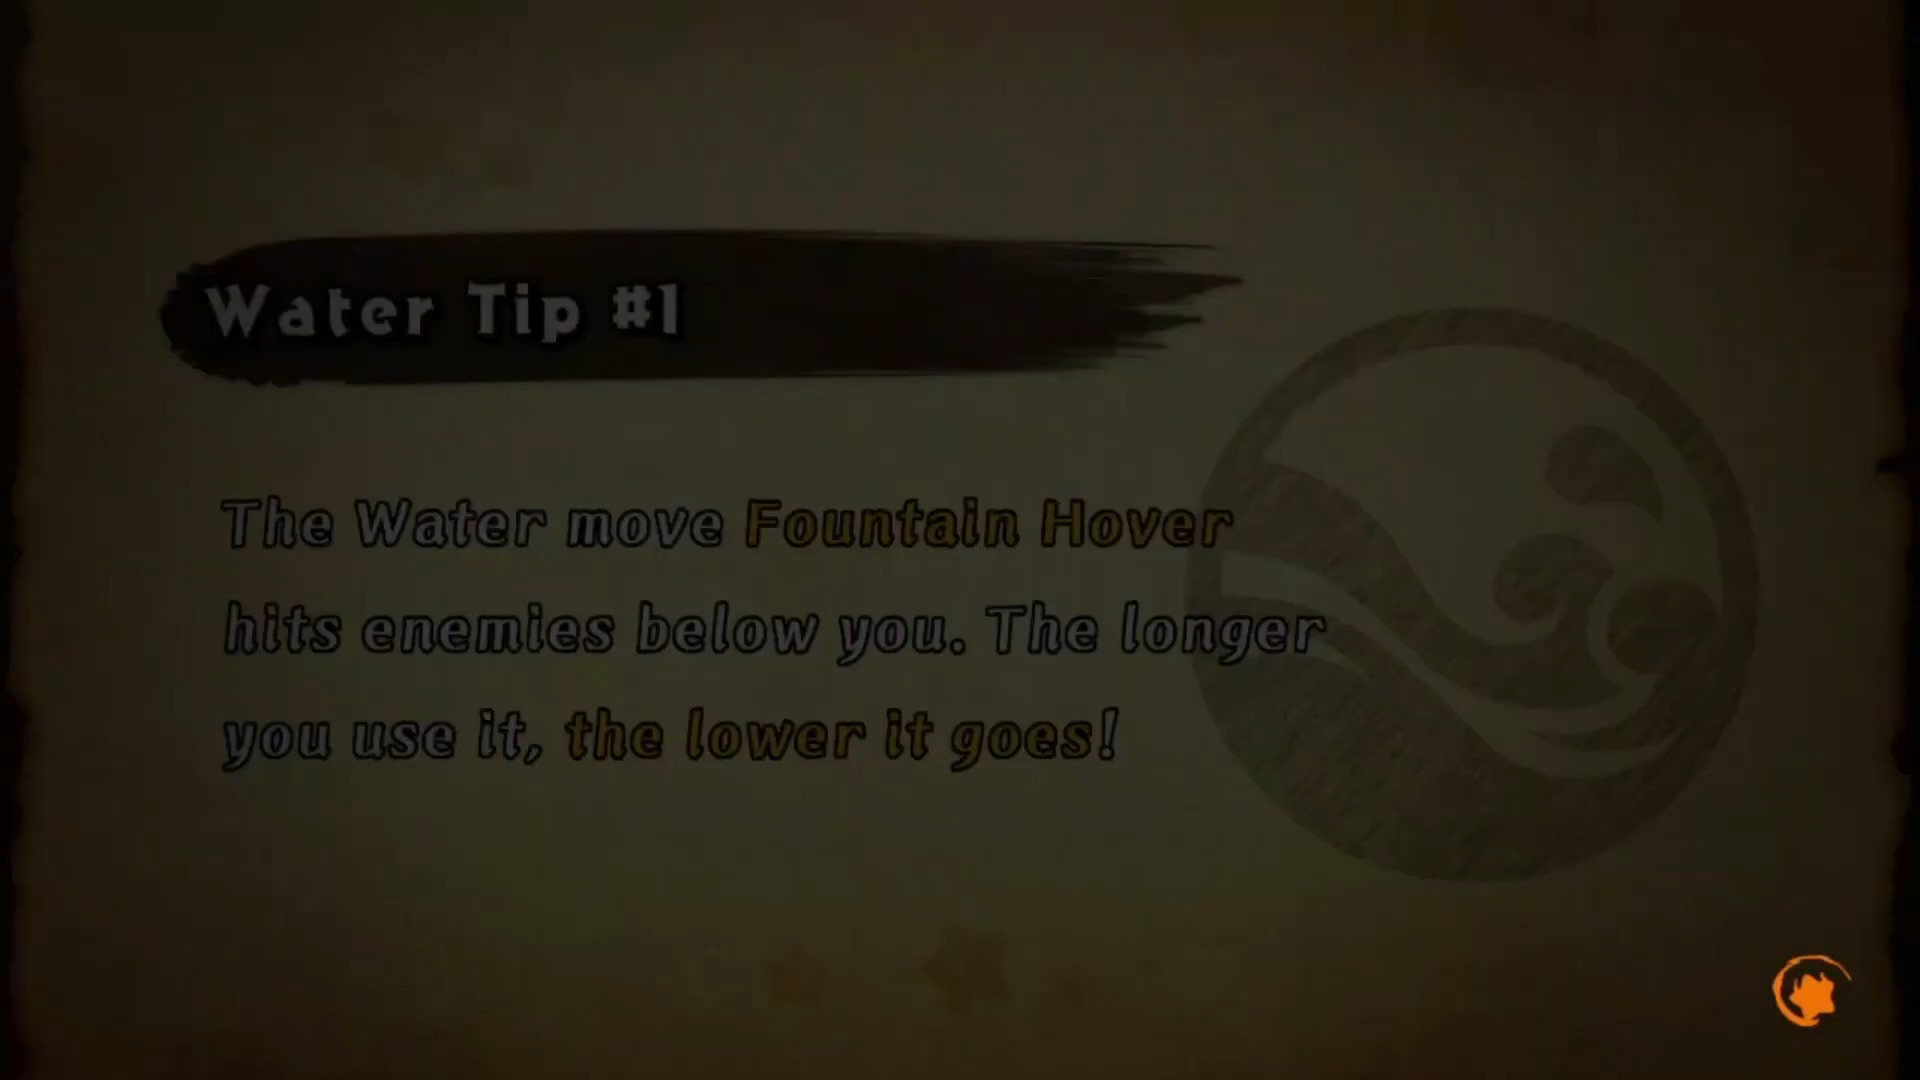 Water Tip #1
The Water move Fountain Hover
hits enemies below you. The longer
you use it, the lower it goes!